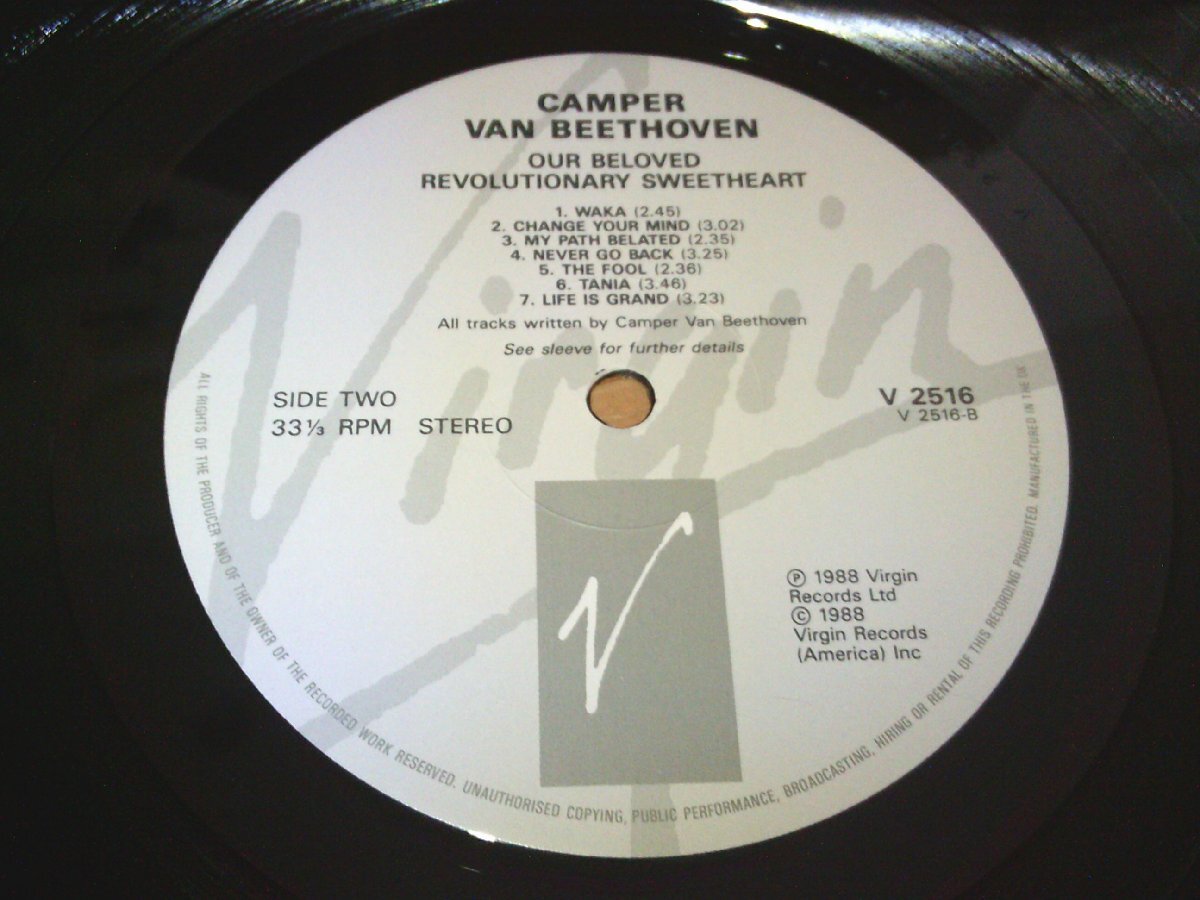 CAMPER
VAN BEETHOVEN
OUR BELOVED
REVOLUTIONARY SWEETHEART
1. WAKA (2.45)
2. CHANGE YOUR MIND (3.02)
3. MY PATH BELATED (2.35)
4. NEVER GO BACK (3.25)
5. THE FOOL (2.36)
6. TANIA (3.46)
7. LIFE IS GRAND (3.23)
All tracks written by Camper Van Beethoven
See sleeve for further details
Virgin
SIDE TWO
33⅓ RPM STEREO
V 2516
V 2516-B
V
Ⓟ 1988 Virgin
Records Ltd
© 1988
Virgin Records
(America) Inc
ALL RIGHTS OF THE PRODUCER AND OF THE OWNER OF THE RECORDED WORK RESERVED. UNAUTHORISED COPYING, PUBLIC PERFORMANCE, BROADCASTING, HIRING OR RENTAL OF THIS RECORDING PROHIBITED. MANUFACTURED IN THE UK